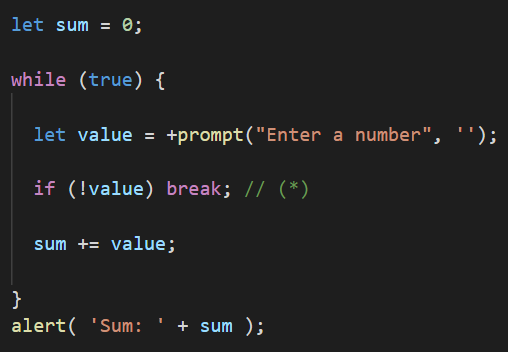 let sum = 0;
while (true) {
let value = +prompt("Enter a number", '');
if (!value) break; // (*)
sum += value;
}
alert( 'Sum: ' + sum );